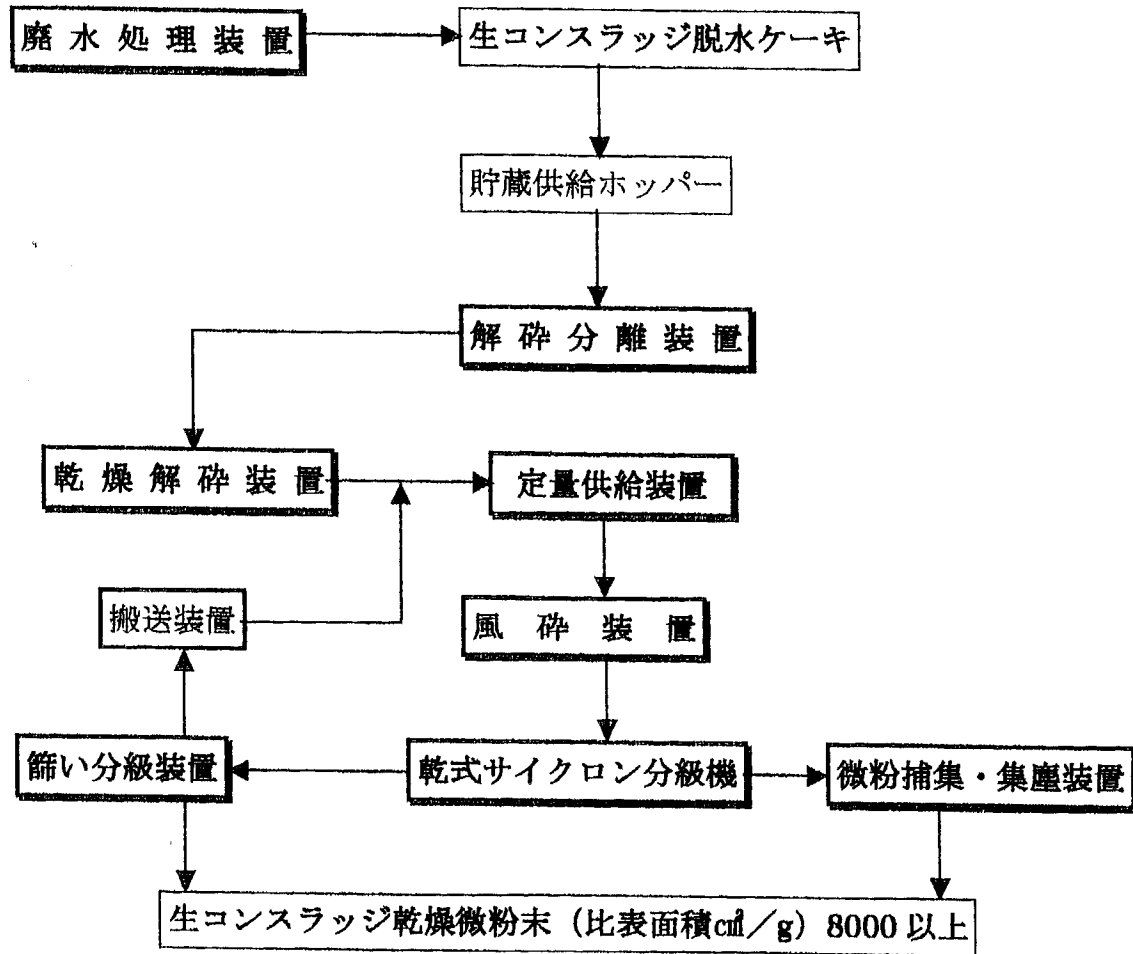 廃水処理装置
生コンスラッジ脱水ケーキ
貯蔵供給ホッパー
解砕分離装置
乾燥解砕装置
定量供給装置
搬送装置
風砕装置
篩い分級装置
乾式サイクロン分級機
微粉捕集・集塵装置
生コンスラッジ乾燥微粉末（比表面積㎠／g）8000以上